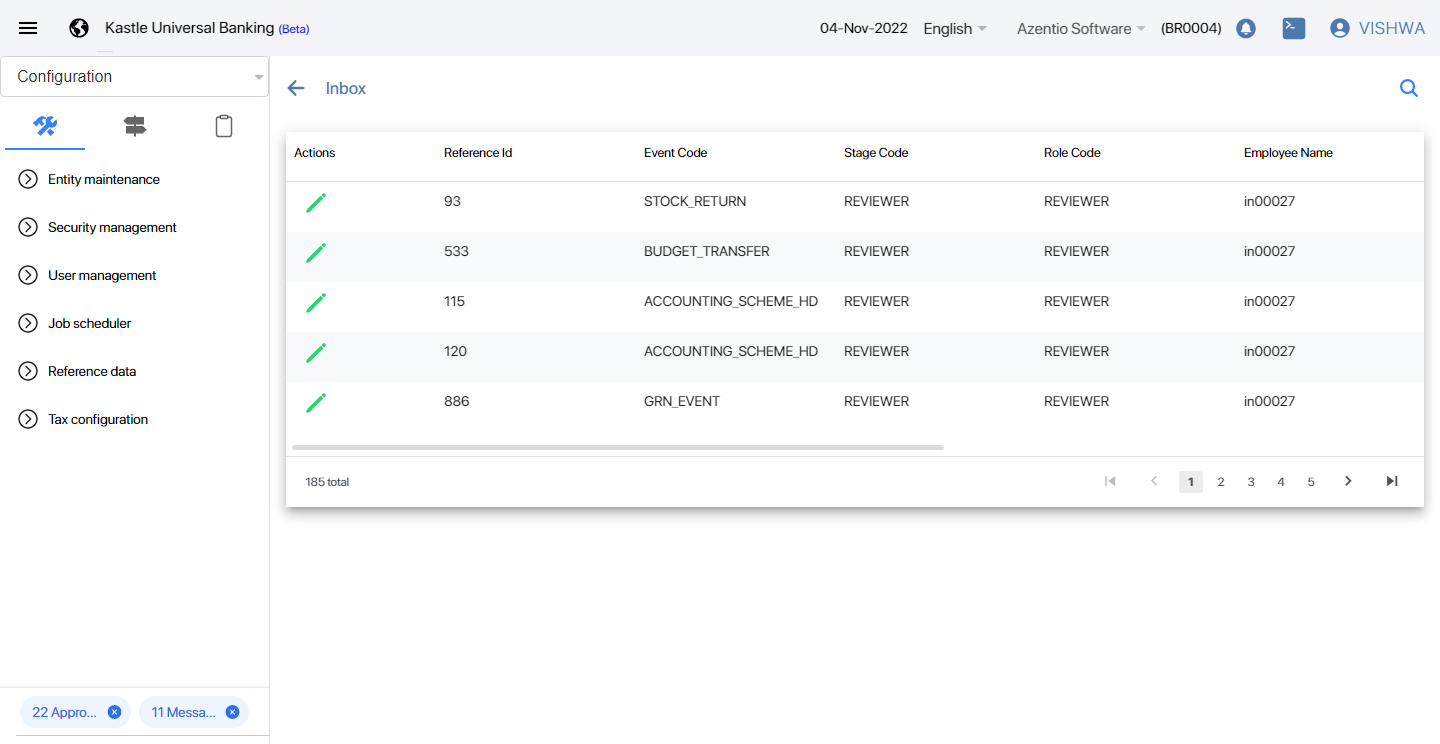 Kastle Universal Banking (Beta) 04-Nov-2022 English Azentio Software (BR0004) VISHWA
Configuration
Inbox
Entity maintenance
Security management
User management
Job scheduler
Reference data
Tax configuration
Actions Reference Id Event Code Stage Code Role Code Employee Name
93 STOCK_RETURN REVIEWER REVIEWER in00027
533 BUDGET_TRANSFER REVIEWER REVIEWER in00027
115 ACCOUNTING_SCHEME_HD REVIEWER REVIEWER in00027
120 ACCOUNTING_SCHEME_HD REVIEWER REVIEWER in00027
886 GRN_EVENT REVIEWER REVIEWER in00027
185 total 1 2 3 4 5
22 Appro... 11 Messa...